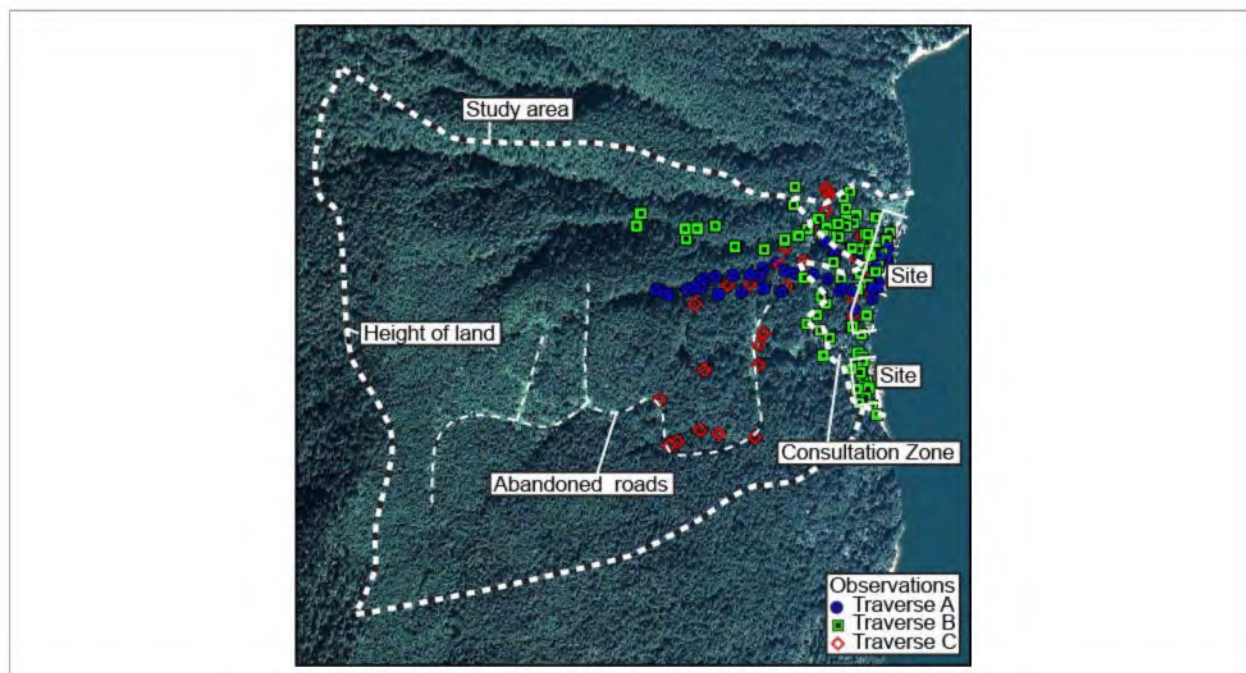 Study area
Site
Height of land
Site
Consultation Zone
Abandoned roads
Observations
Traverse A
Traverse B
Traverse C